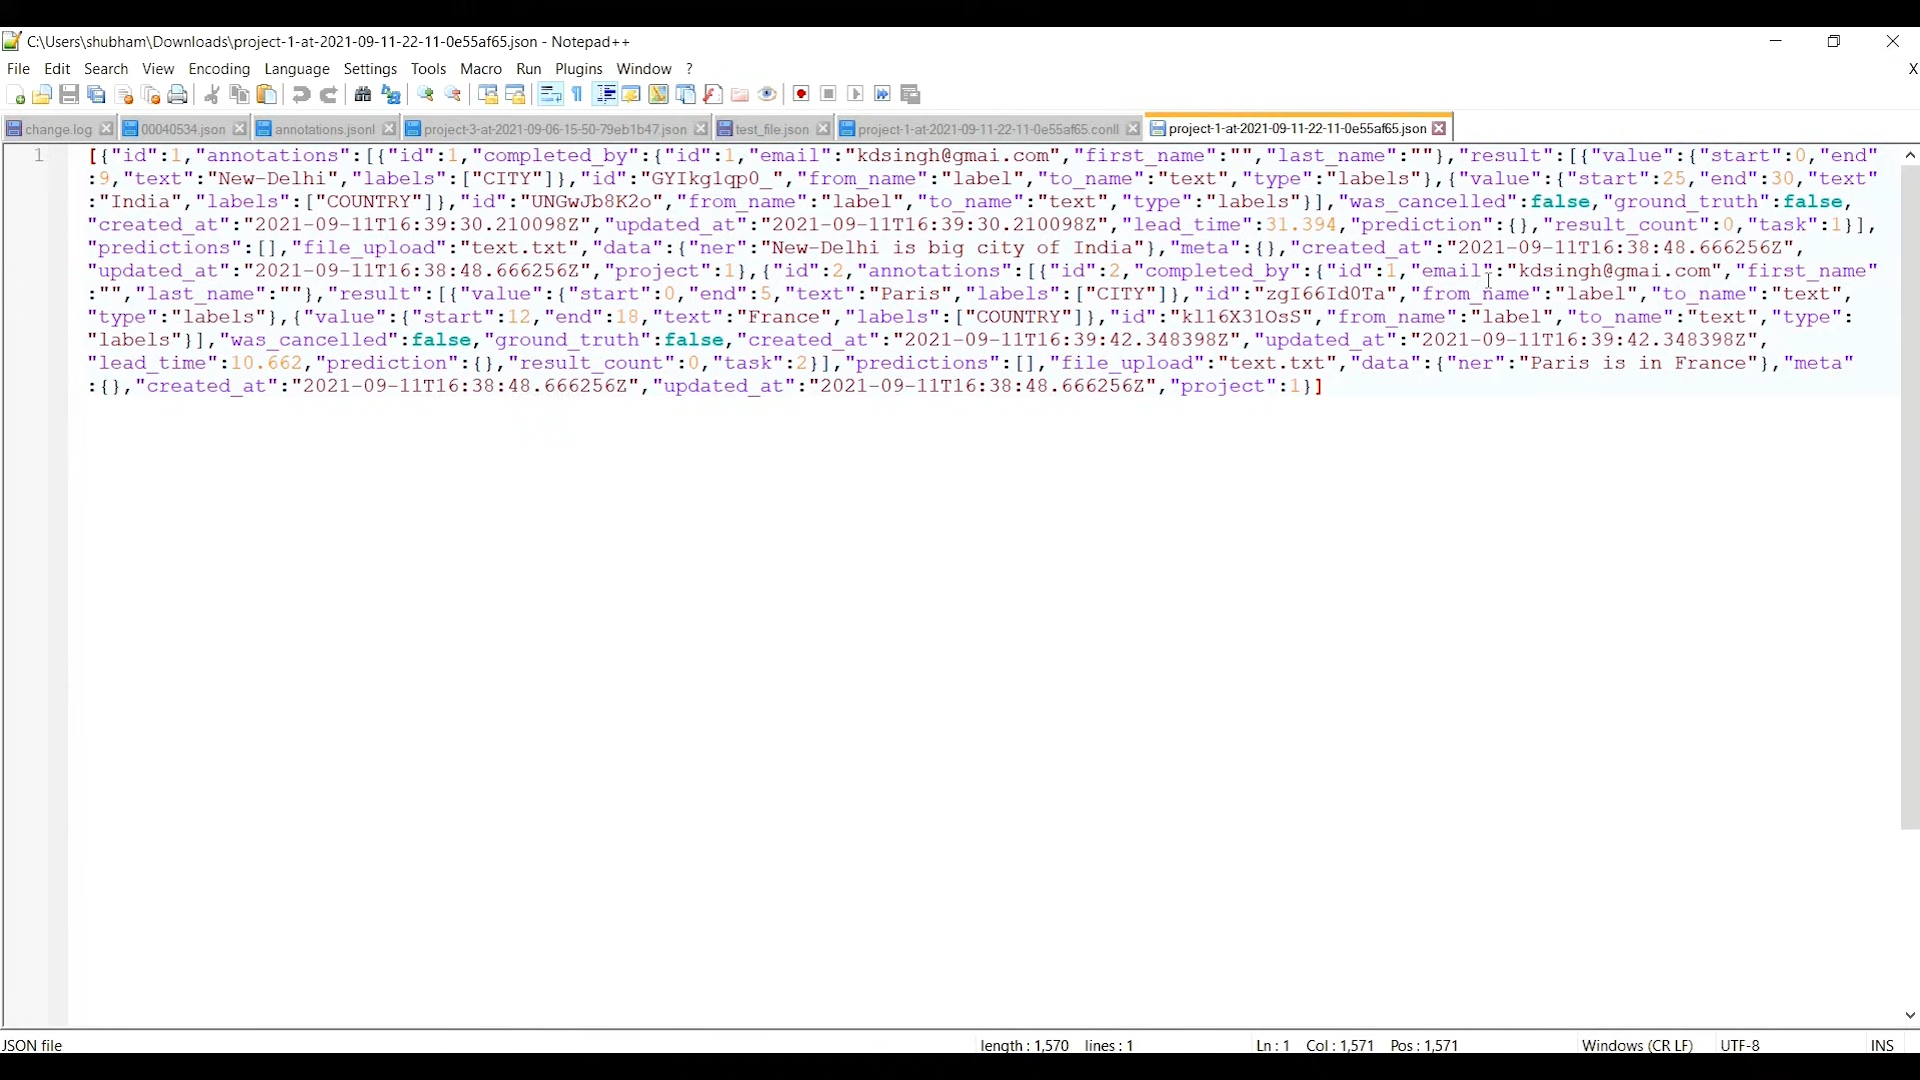 C:\Users\shubham\Downloads\project-1-at-2021-09-11-22-11-0e55af65.json - Notepad++
File Edit Search View Encoding Language Settings Tools Macro Run Plugins Window ? X
change.log 00040534.json annotations.jsonl project-3-at-2021-09-06-15-50-79eb1b47.json test_file.json project-1-at-2021-09-11-22-11-0e55af65.conll project-1-at-2021-09-11-22-11-0e55af65.json
1 [{"id":1,"annotations":[{"id":1,"completed_by":{"id":1,"email":"kdsingh@gmai.com","first_name":"","last_name":""},"result":[{"value":{"start":0,"end"
:9,"text":"New-Delhi","labels":["CITY"]},"id":"GYIkg1qp0_","from_name":"label","to_name":"text","type":"labels"},{"value":{"start":25,"end":30,"text"
:"India","labels":["COUNTRY"]},"id":"UNGwJb8K2o","from_name":"label","to_name":"text","type":"labels"}],"was_cancelled":false,"ground_truth":false,
"created_at":"2021-09-11T16:39:30.210098Z","updated_at":"2021-09-11T16:39:30.210098Z","lead_time":31.394,"prediction":{},"result_count":0,"task":1}],
"predictions":[],"file_upload":"text.txt","data":{"ner":"New-Delhi is big city of India"},"meta":{},"created_at":"2021-09-11T16:38:48.666256Z",
"updated_at":"2021-09-11T16:38:48.666256Z","project":1},{"id":2,"annotations":[{"id":2,"completed_by":{"id":1,"email":"kdsingh@gmai.com","first_name"
:"","last_name":""},"result":[{"value":{"start":0,"end":5,"text":"Paris","labels":["CITY"]},"id":"zgI66Id0Ta","from_name":"label","to_name":"text",
"type":"labels"},{"value":{"start":12,"end":18,"text":"France","labels":["COUNTRY"]},"id":"kl16X31OsS","from_name":"label","to_name":"text","type":
"labels"}],"was_cancelled":false,"ground_truth":false,"created_at":"2021-09-11T16:39:42.348398Z","updated_at":"2021-09-11T16:39:42.348398Z",
"lead_time":10.662,"prediction":{},"result_count":0,"task":2}],"predictions":[],"file_upload":"text.txt","data":{"ner":"Paris is in France"},"meta"
:{},"created_at":"2021-09-11T16:38:48.666256Z","updated_at":"2021-09-11T16:38:48.666256Z","project":1}]
JSON file length : 1,570 lines : 1 Ln : 1 Col : 1,571 Pos : 1,571 Windows (CR LF) UTF-8 INS